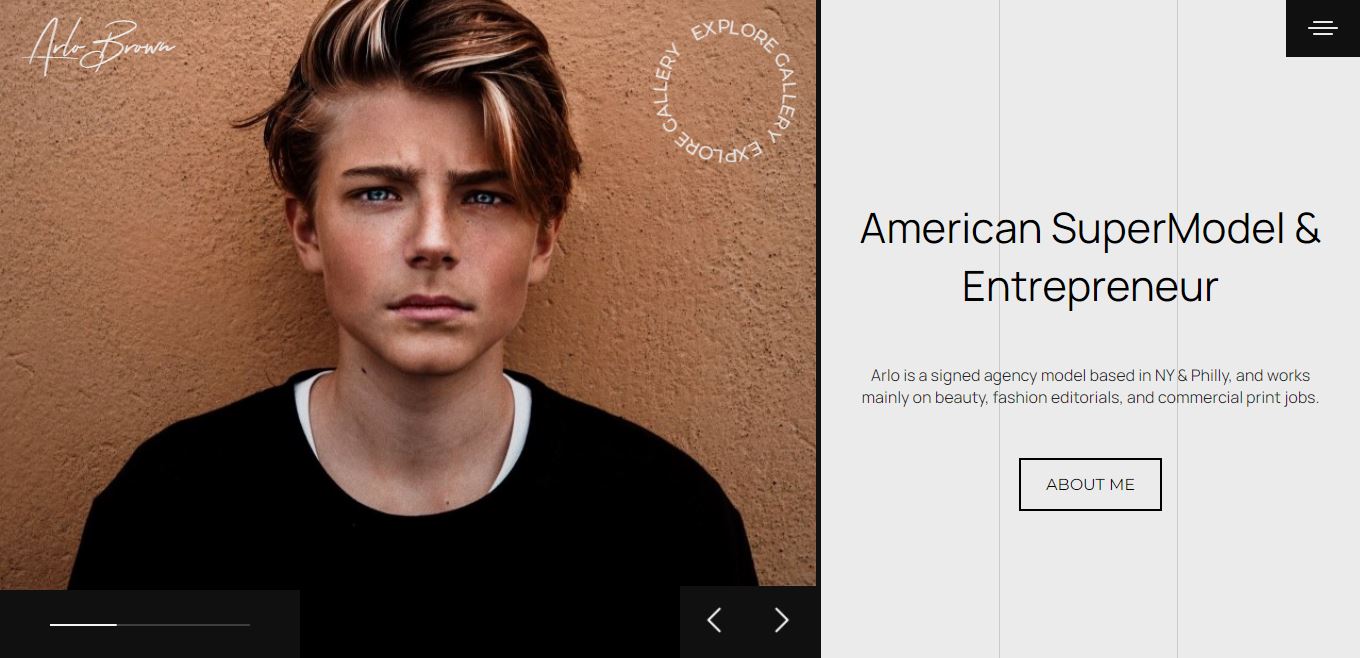 Arlo Brown
EXPLORE GALLERY EXPLORE GALLERY
American SuperModel &
Entrepreneur
Arlo is a signed agency model based in NY & Philly, and works
mainly on beauty, fashion editorials, and commercial print jobs.
ABOUT ME